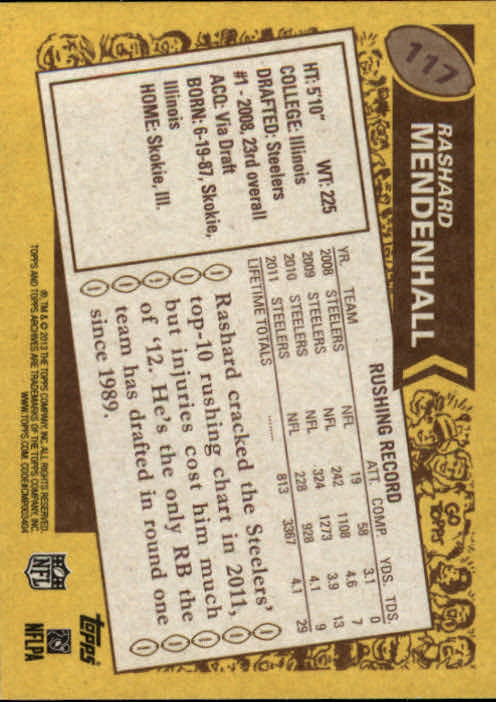 117
RASHARD
MENDENHALL
GO
TOPPS
HT: 5'10" WT: 225
COLLEGE: Illinois
DRAFTED: Steelers
#1 - 2008, 23rd overall
ACQ: Via Draft
BORN: 6-19-87, Skokie,
Illinois
HOME: Skokie, Ill.
RUSHING RECORD
YR. TEAM ATT. COMP. YDS. TDS.
2008 STEELERS NFL 19 58 3.1 0
2009 STEELERS NFL 242 1108 4.6 7
2010 STEELERS NFL 324 1273 3.9 13
2011 STEELERS NFL 228 928 4.1 9
LIFETIME TOTALS ........ 813 3367 4.1 29
Rashard cracked the Steelers'
top-10 rushing chart in 2011,
but injuries cost him much
of '12. He's the only RB the
team has drafted in round one
since 1989.
®, TM & © 2013 THE TOPPS COMPANY, INC. ALL RIGHTS RESERVED.
TOPPS AND TOPPS ARCHIVES ARE TRADEMARKS OF THE TOPPS COMPANY, INC.
WWW.TOPPS.COM. CODE#CMP003404
NFL
NFLPA
TOPPS